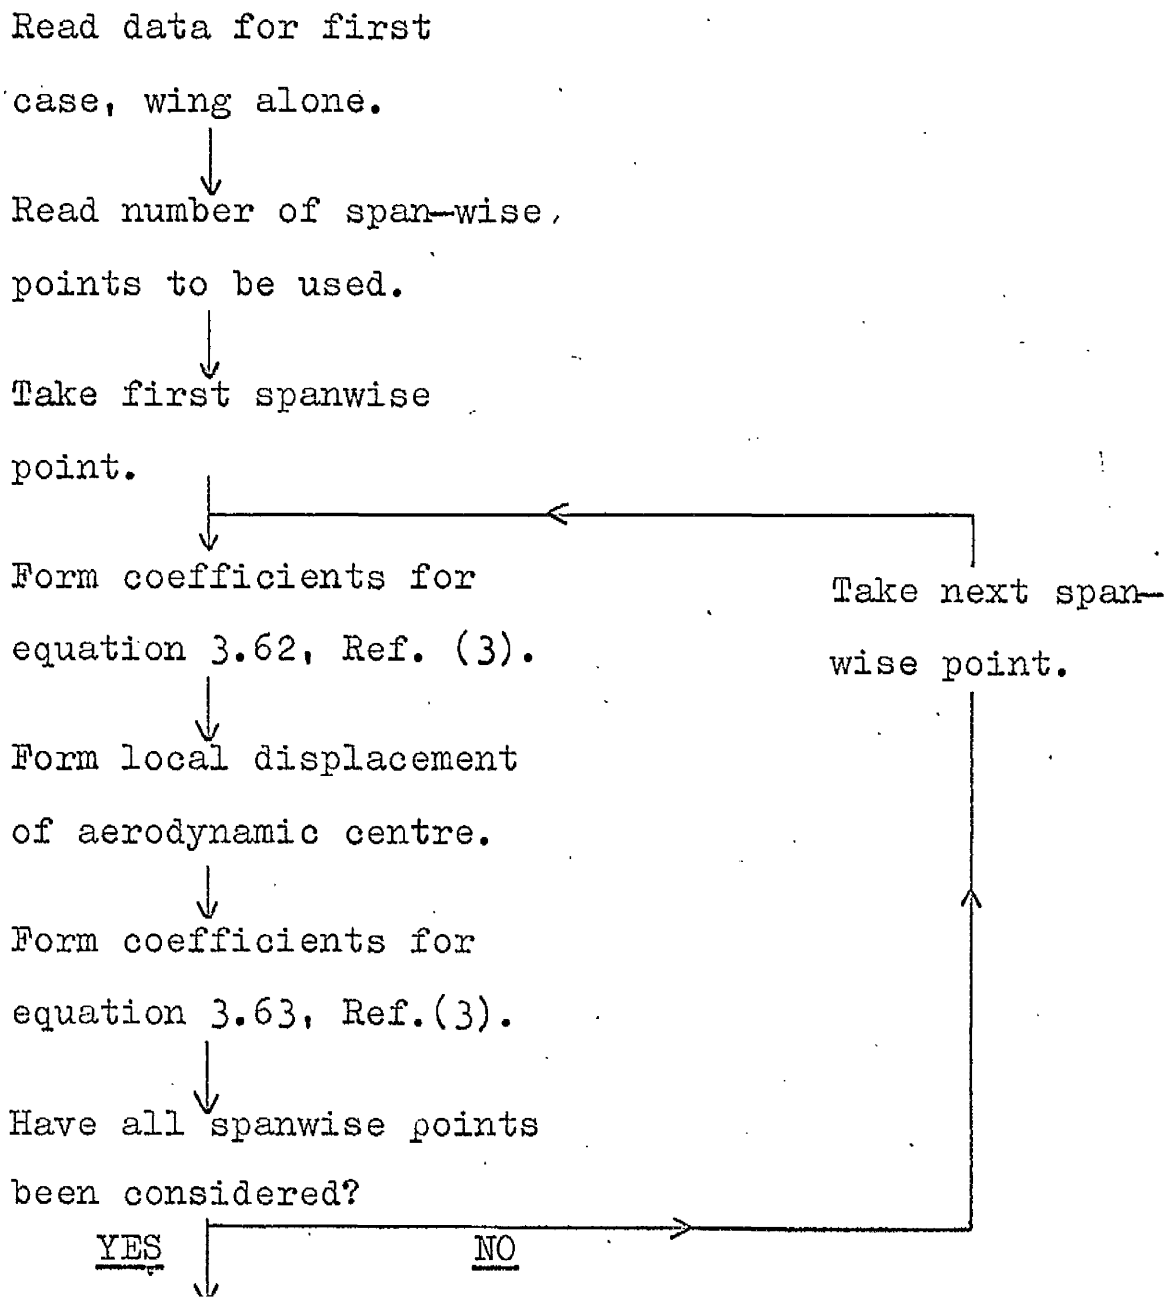 Read data for first
case, wing alone.
Read number of span-wise
points to be used.
Take first spanwise
point.
Form coefficients for
equation 3.62, Ref. (3).
Take next span-
wise point.
Form local displacement
of aerodynamic centre.
Form coefficients for
equation 3.63, Ref.(3).
Have all spanwise points
been considered?
YES
NO